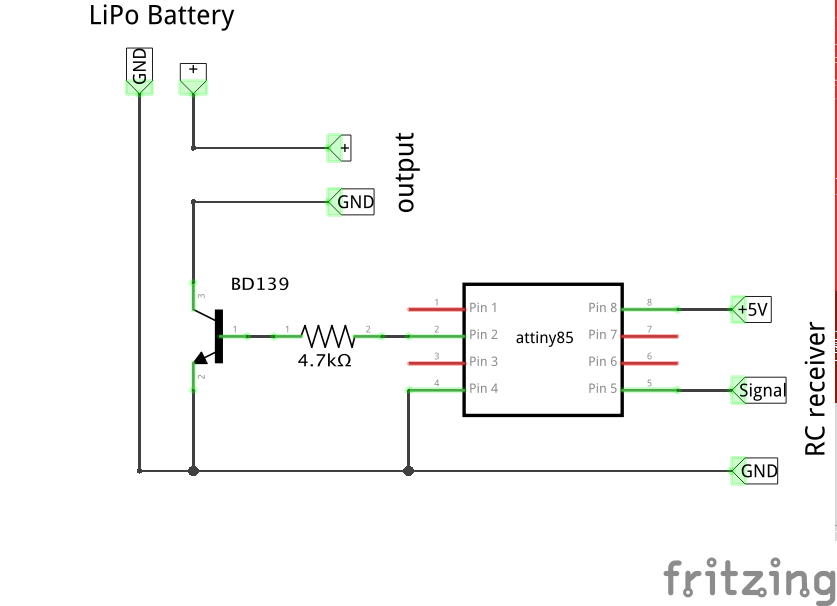 LiPo Battery
GND
+
+
output
GND
BD139
3
1
2
1
2
4.7kΩ
1
Pin 1
2
Pin 2
3
Pin 3
4
Pin 4
attiny85
Pin 8
8
Pin 7
7
Pin 6
6
Pin 5
5
+5V
Signal
GND
RC receiver
fritzing